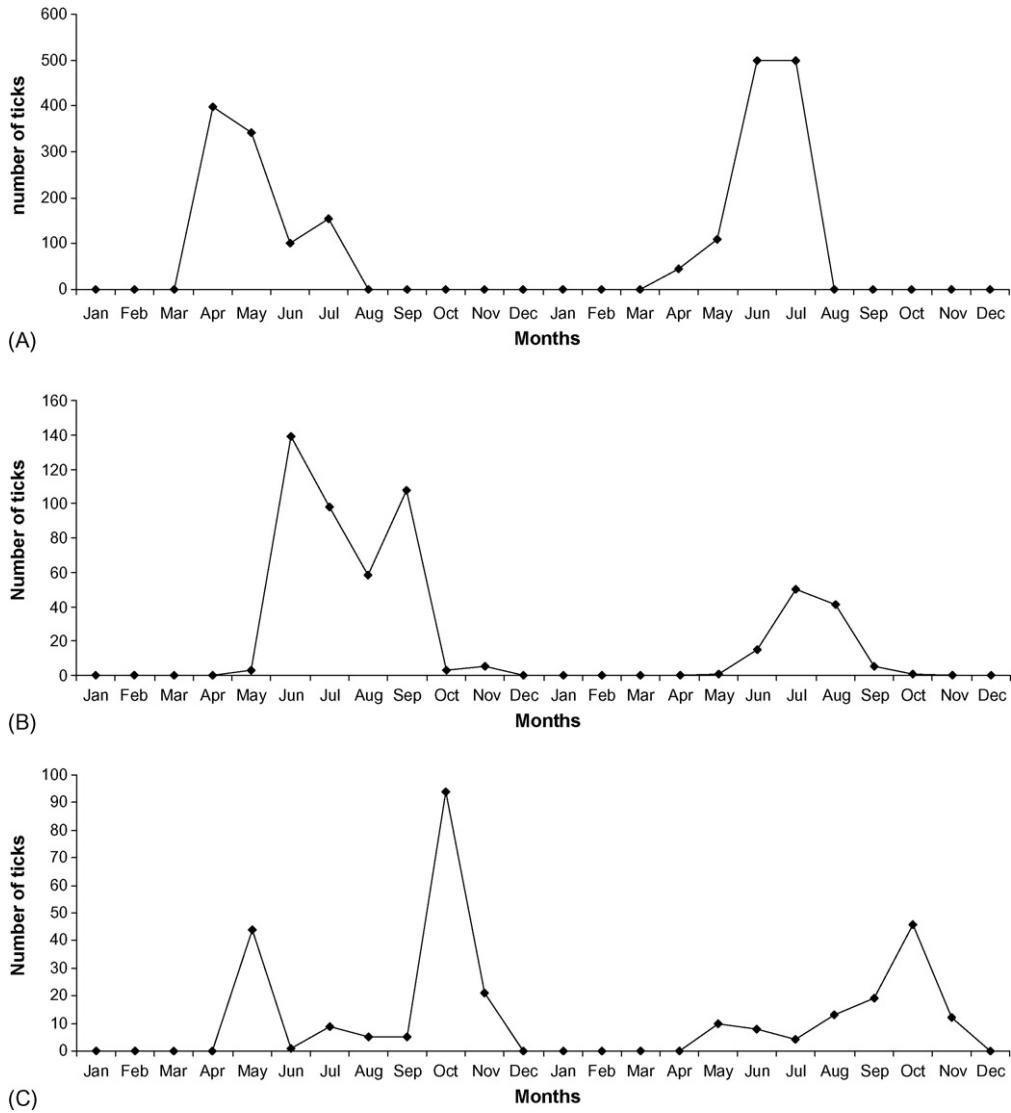 600
500
400
300
200
100
0
number of ticks
Jan Feb Mar Apr May Jun Jul Aug Sep Oct Nov Dec Jan Feb Mar Apr May Jun Jul Aug Sep Oct Nov Dec
(A)
Months
160
140
120
100
80
60
40
20
0
Number of ticks
Jan Feb Mar Apr May Jun Jul Aug Sep Oct Nov Dec Jan Feb Mar Apr May Jun Jul Aug Sep Oct Nov Dec
(B)
Months
100
90
80
70
60
50
40
30
20
10
0
Number of ticks
Jan Feb Mar Apr May Jun Jul Aug Sep Oct Nov Dec Jan Feb Mar Apr May Jun Jul Aug Sep Oct Nov Dec
(C)
Months